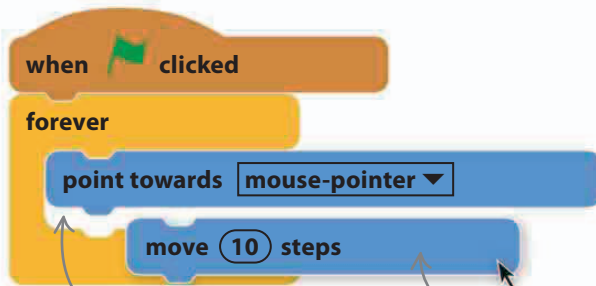 when clicked
forever
point towards mouse-pointer
move 10 steps